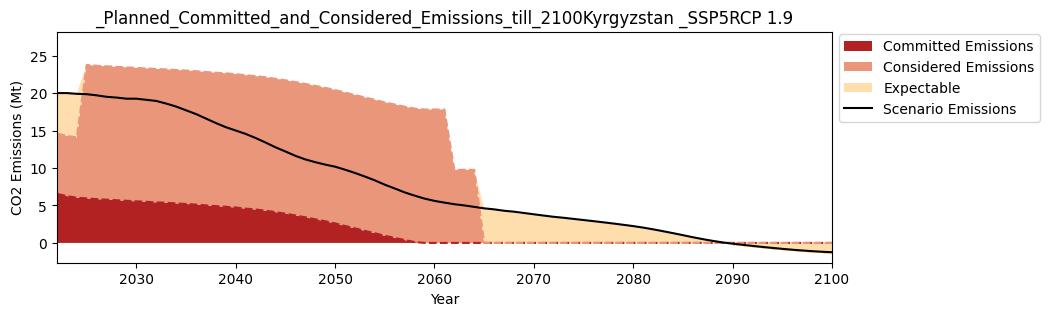 _Planned_Committed_and_Considered_Emissions_till_2100Kyrgyzstan _SSP5RCP 1.9
Committed Emissions
Considered Emissions
Expectable
Scenario Emissions
CO2 Emissions (Mt)
25
20
15
10
5
0
2030 2040 2050 2060 2070 2080 2090 2100
Year